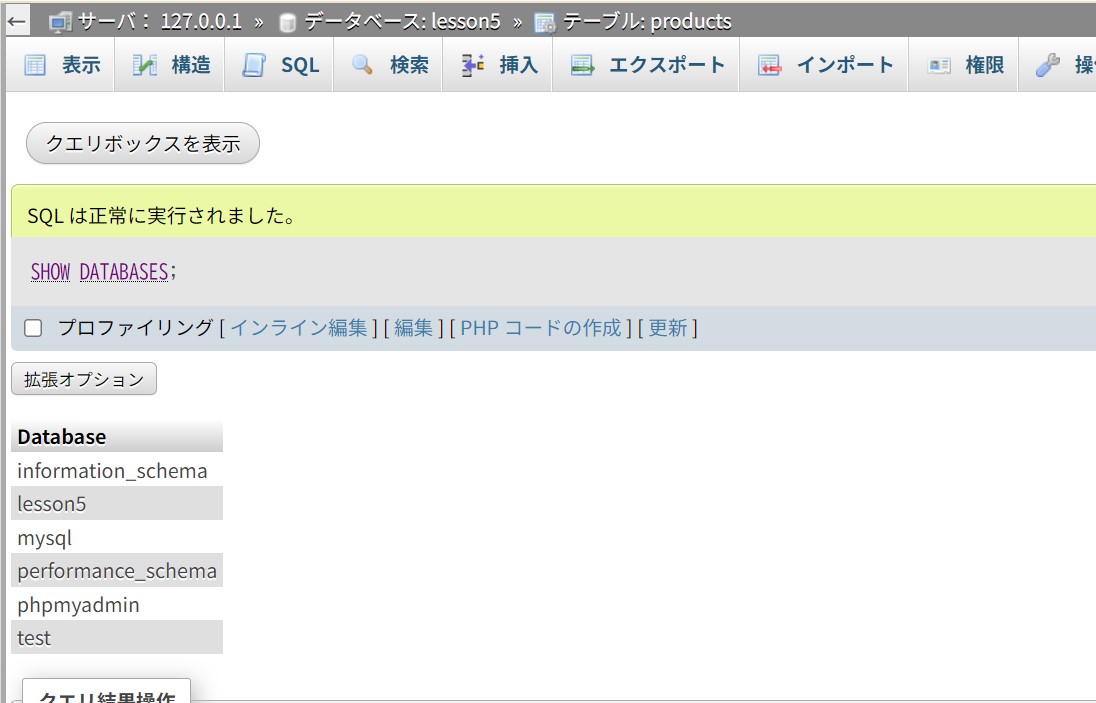 ← サーバ： 127.0.0.1 » データベース: lesson5 » テーブル: products
表示 構造 SQL 検索 挿入 エクスポート インポート 権限
クエリボックスを表示
SQL は正常に実行されました。
SHOW DATABASES;
プロファイリング [ インライン編集 ] [ 編集 ] [ PHP コードの作成 ] [ 更新 ]
拡張オプション
Database
information_schema
lesson5
mysql
performance_schema
phpmyadmin
test
クエリ結果操作